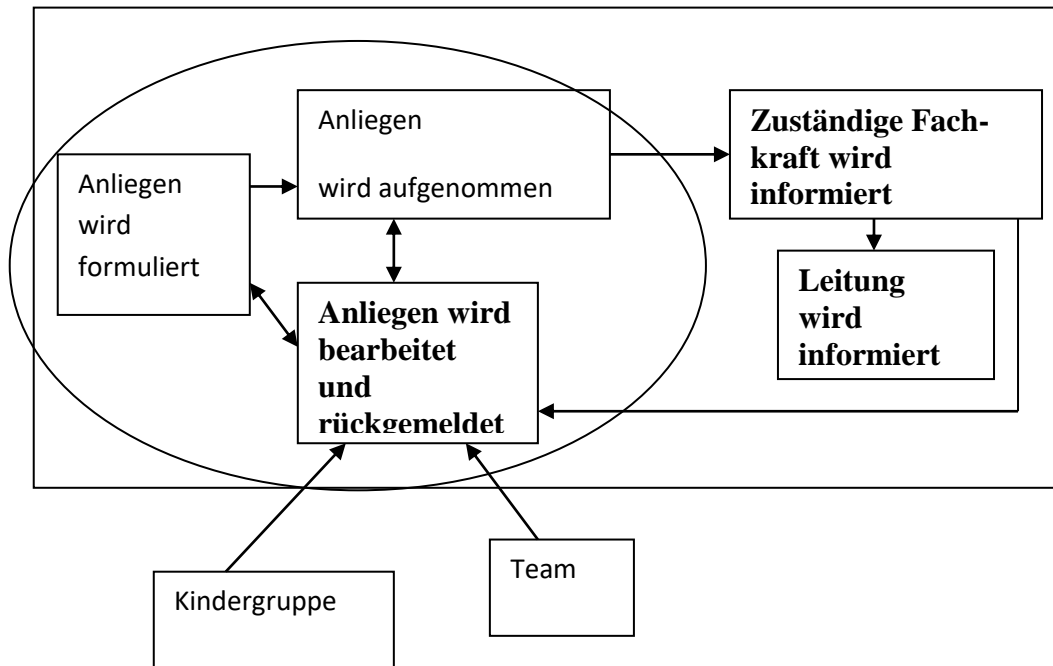 Anliegen
wird
formuliert
Anliegen
wird aufgenommen
Zuständige Fach-
kraft wird
informiert
Leitung
wird
informiert
Anliegen wird
bearbeitet
und
rückgemeldet
Kindergruppe
Team